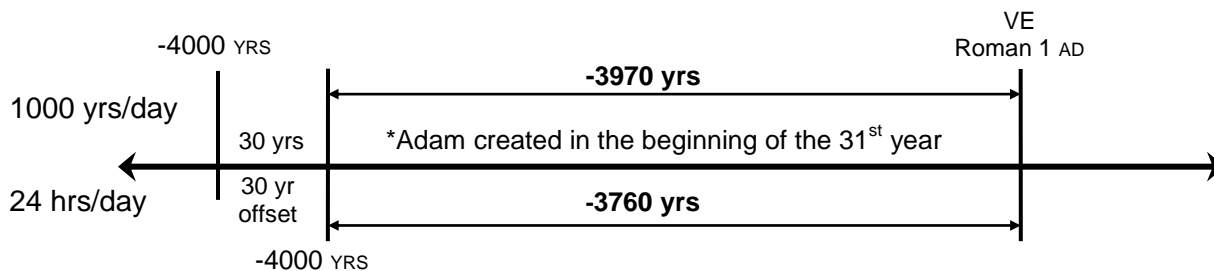 VE
Roman 1 AD
-4000 YRS
-3970 yrs
1000 yrs/day
30 yrs
*Adam created in the beginning of the 31st year
24 hrs/day
30 yr
offset
-3760 yrs
-4000 YRS